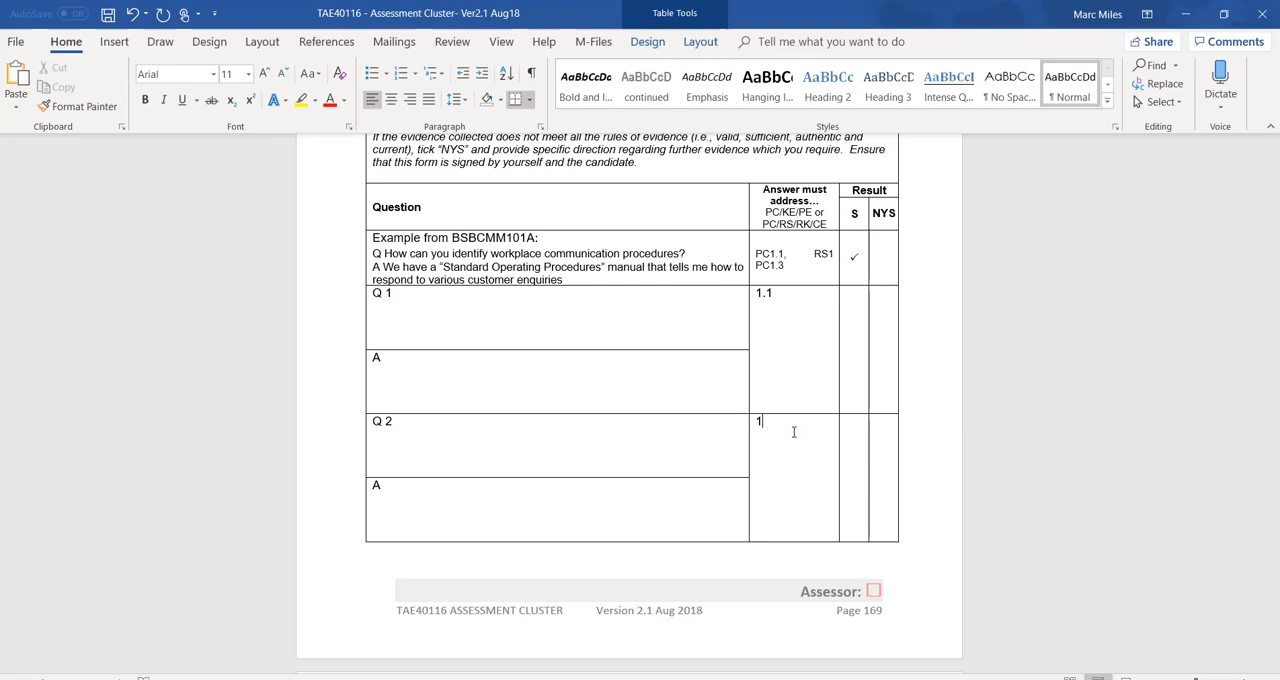 AutoSave Off TAE40116 - Assessment Cluster- Ver2.1 Aug18 Table Tools Marc Miles
File Home Insert Draw Design Layout References Mailings Review View Help M-Files Design Layout Tell me what you want to do Share Comments
Paste Cut Copy Format Painter
Arial 11
AaBbCcDc AaBbCcD AaBbCcDd AaBbCc AaBbCc AaBbCcD AaBbCcI AaBbCc AaBbCcDd
Bold and I... continued Emphasis Hanging I... Heading 2 Heading 3 Intense Q... ¶ No Spac... ¶ Normal
Find Replace Select Dictate
Clipboard Font Paragraph Styles Editing Voice
If the evidence collected does not meet all the rules of evidence (i.e., valid, sufficient, authentic and
current), tick "NYS" and provide specific direction regarding further evidence which you require. Ensure
that this form is signed by yourself and the candidate.
Question
Answer must
address…
PC/KE/PE or
PC/RS/RK/CE
Result
S NYS
Example from BSBCMM101A:
Q How can you identify workplace communication procedures?
A We have a "Standard Operating Procedures" manual that tells me how to
respond to various customer enquiries
PC1.1, RS1
PC1.3
✓
Q 1 1.1
A
Q 2 1
A
Assessor:
TAE40116 ASSESSMENT CLUSTER Version 2.1 Aug 2018 Page 169